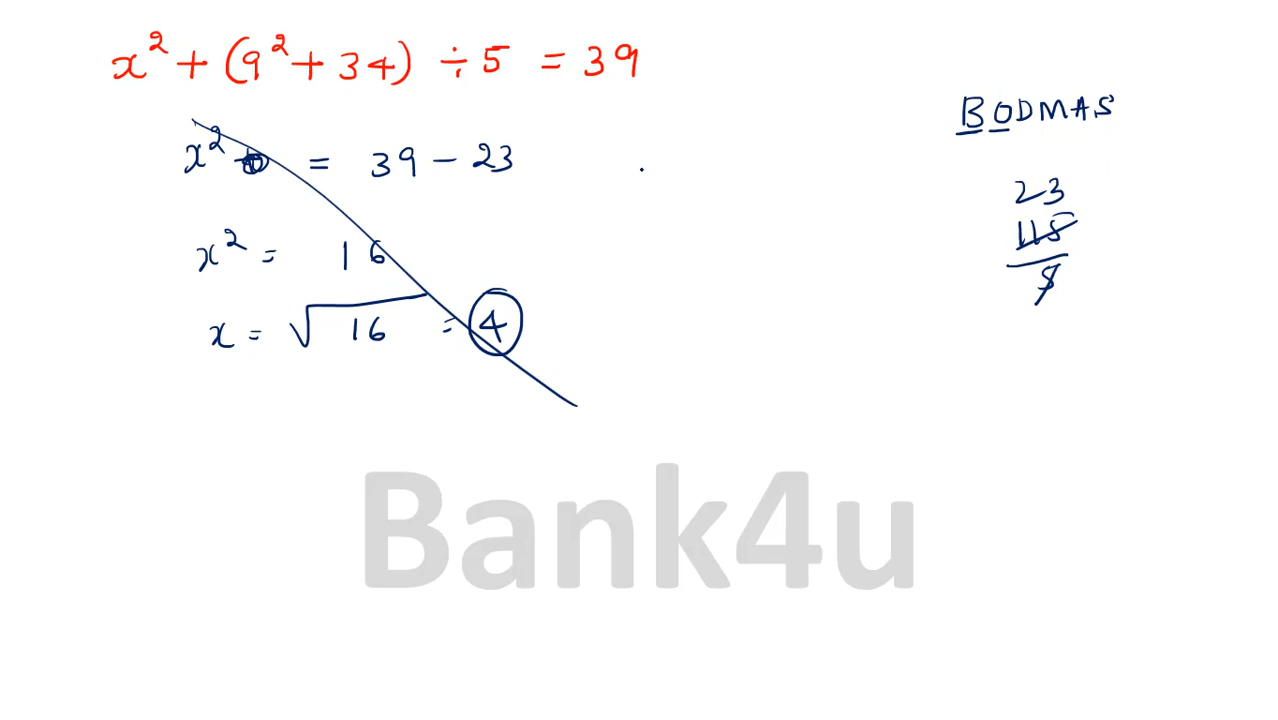 x² + (9² + 34) ÷ 5 = 39
BODMAS
x² = 39 - 23
23
115
5
x² = 16
x = √16 = 4
Bank4u